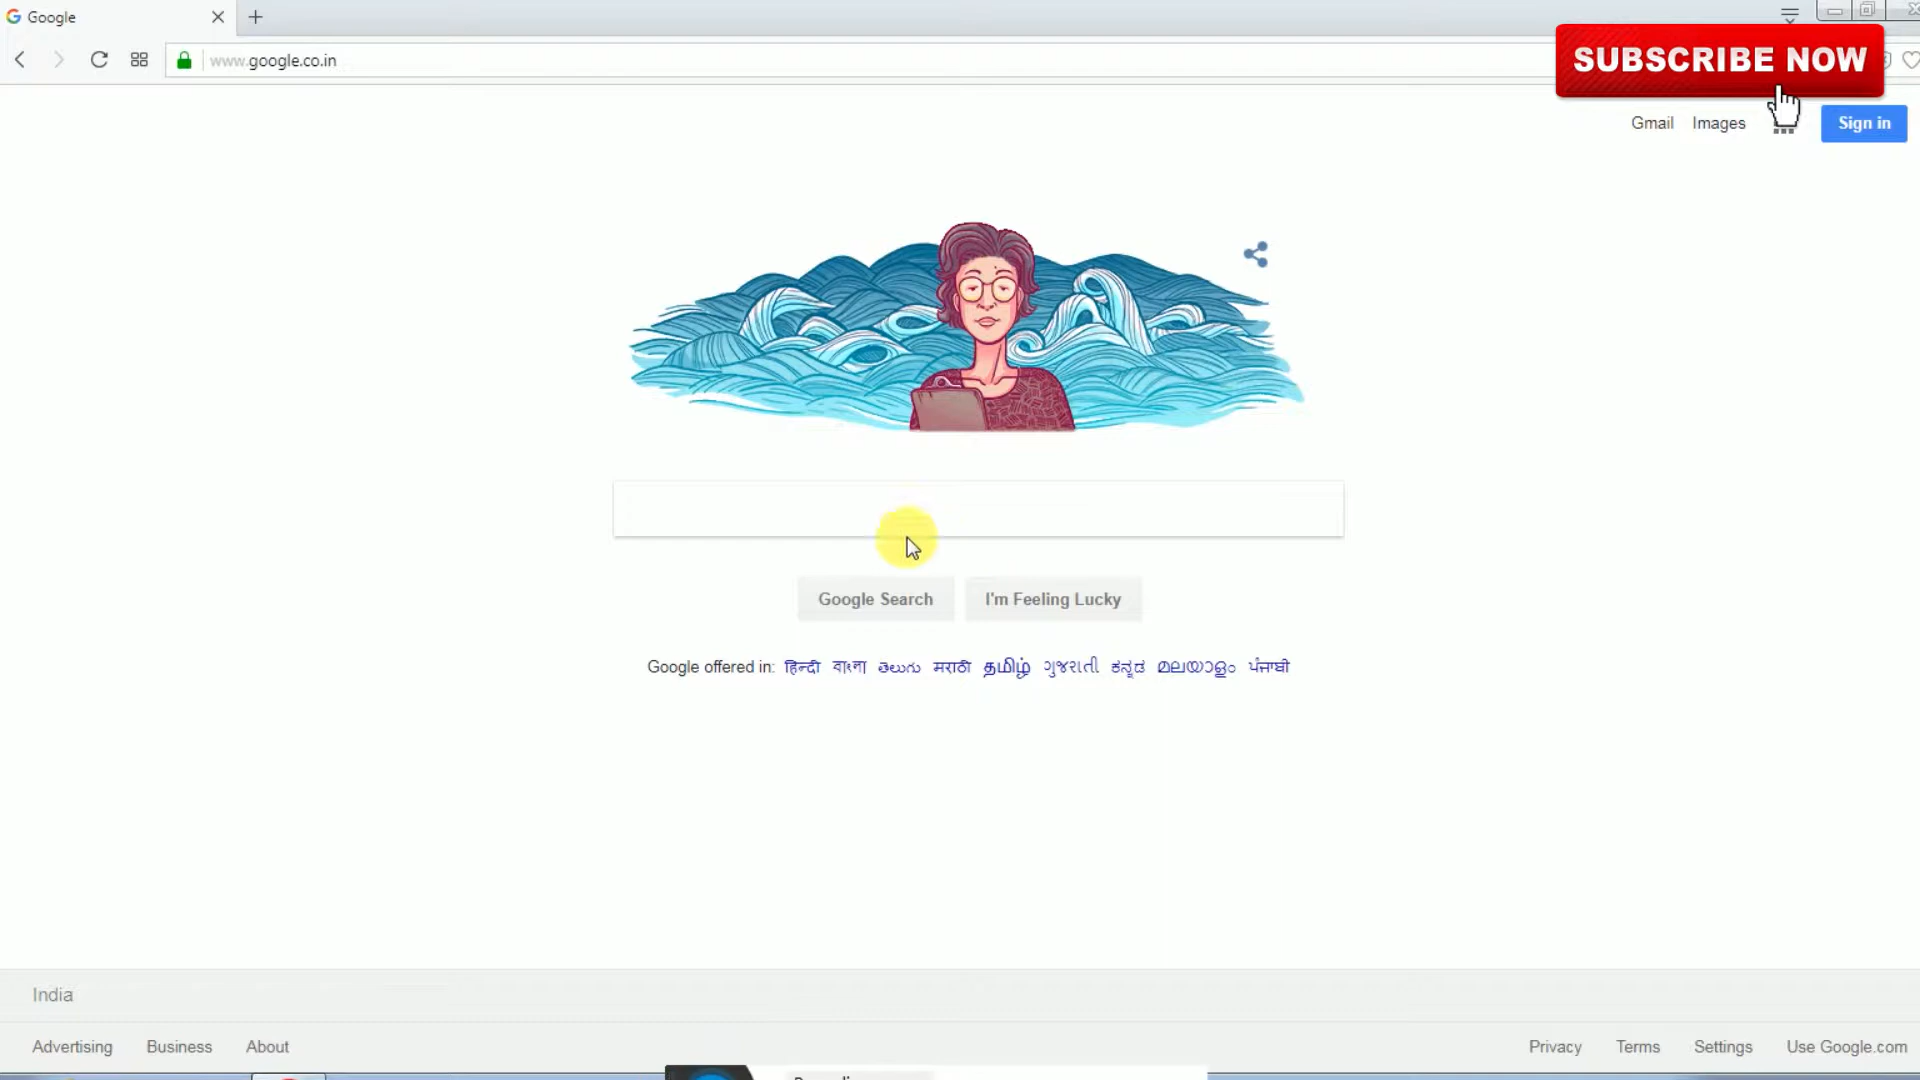 Google
www.google.co.in
SUBSCRIBE NOW
Gmail Images Sign in
Google Search I'm Feeling Lucky
Google offered in: हिन्दी বাংলা తెలుగు मराठी தமிழ் ગુજરાતી ಕನ್ನಡ മലയാളം ਪੰਜਾਬੀ
India
Advertising Business About Privacy Terms Settings Use Google.com